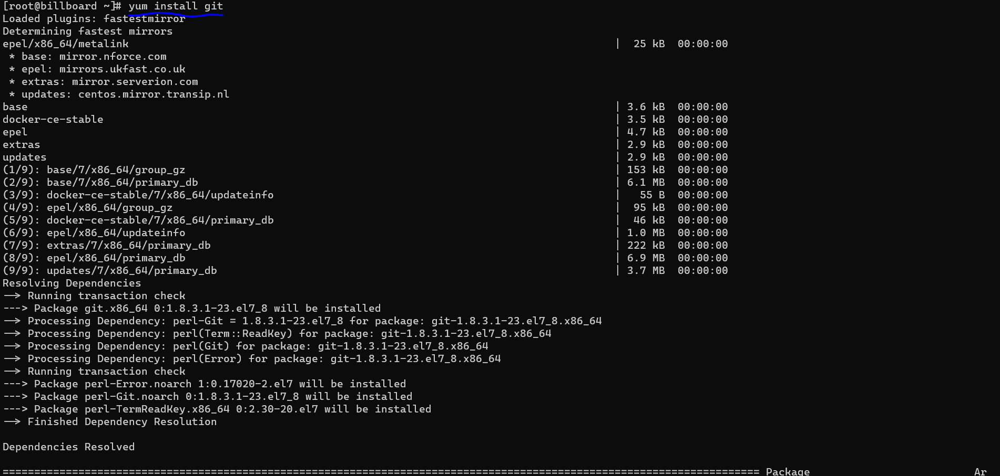 [root@billboard ~]# yum install git
Loaded plugins: fastestmirror
Determining fastest mirrors
epel/x86_64/metalink | 25 kB 00:00:00
* base: mirror.nforce.com
* epel: mirrors.ukfast.co.uk
* extras: mirror.serverion.com
* updates: centos.mirror.transip.nl
base | 3.6 kB 00:00:00
docker-ce-stable | 3.5 kB 00:00:00
epel | 4.7 kB 00:00:00
extras | 2.9 kB 00:00:00
updates | 2.9 kB 00:00:00
(1/9): base/7/x86_64/group_gz | 153 kB 00:00:00
(2/9): base/7/x86_64/primary_db | 6.1 MB 00:00:00
(3/9): docker-ce-stable/7/x86_64/updateinfo | 55 B 00:00:00
(4/9): epel/x86_64/group_gz | 95 kB 00:00:00
(5/9): docker-ce-stable/7/x86_64/primary_db | 46 kB 00:00:00
(6/9): epel/x86_64/updateinfo | 1.0 MB 00:00:00
(7/9): extras/7/x86_64/primary_db | 222 kB 00:00:00
(8/9): epel/x86_64/primary_db | 6.9 MB 00:00:00
(9/9): updates/7/x86_64/primary_db | 3.7 MB 00:00:00
Resolving Dependencies
--> Running transaction check
---> Package git.x86_64 0:1.8.3.1-23.el7_8 will be installed
--> Processing Dependency: perl-Git = 1.8.3.1-23.el7_8 for package: git-1.8.3.1-23.el7_8.x86_64
--> Processing Dependency: perl(Term::ReadKey) for package: git-1.8.3.1-23.el7_8.x86_64
--> Processing Dependency: perl(Git) for package: git-1.8.3.1-23.el7_8.x86_64
--> Processing Dependency: perl(Error) for package: git-1.8.3.1-23.el7_8.x86_64
--> Running transaction check
---> Package perl-Error.noarch 1:0.17020-2.el7 will be installed
---> Package perl-Git.noarch 0:1.8.3.1-23.el7_8 will be installed
---> Package perl-TermReadKey.x86_64 0:2.30-20.el7 will be installed
--> Finished Dependency Resolution
Dependencies Resolved
======================================================================================================================== Package Ar